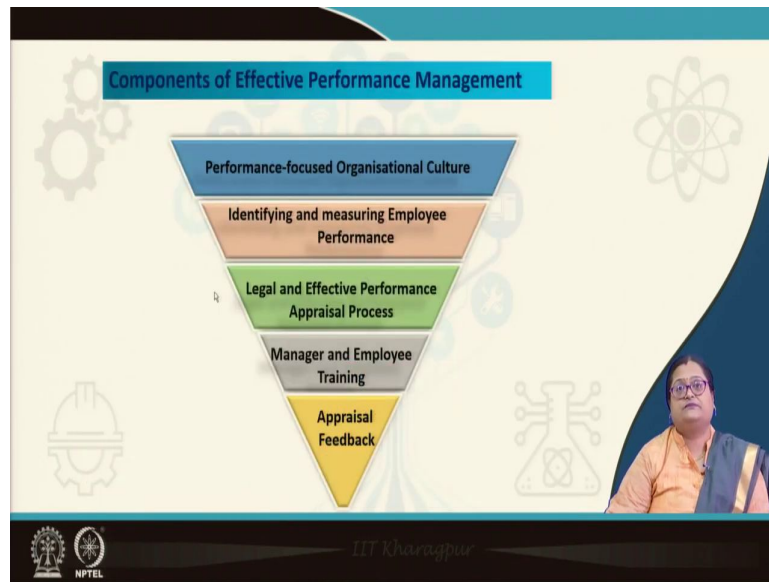 Components of Effective Performance Management
Performance-focused Organisational Culture
Identifying and measuring Employee
Performance
Legal and Effective Performance
Appraisal Process
Manager and Employee
Training
Appraisal
Feedback
IIT Kharagpur
NPTEL